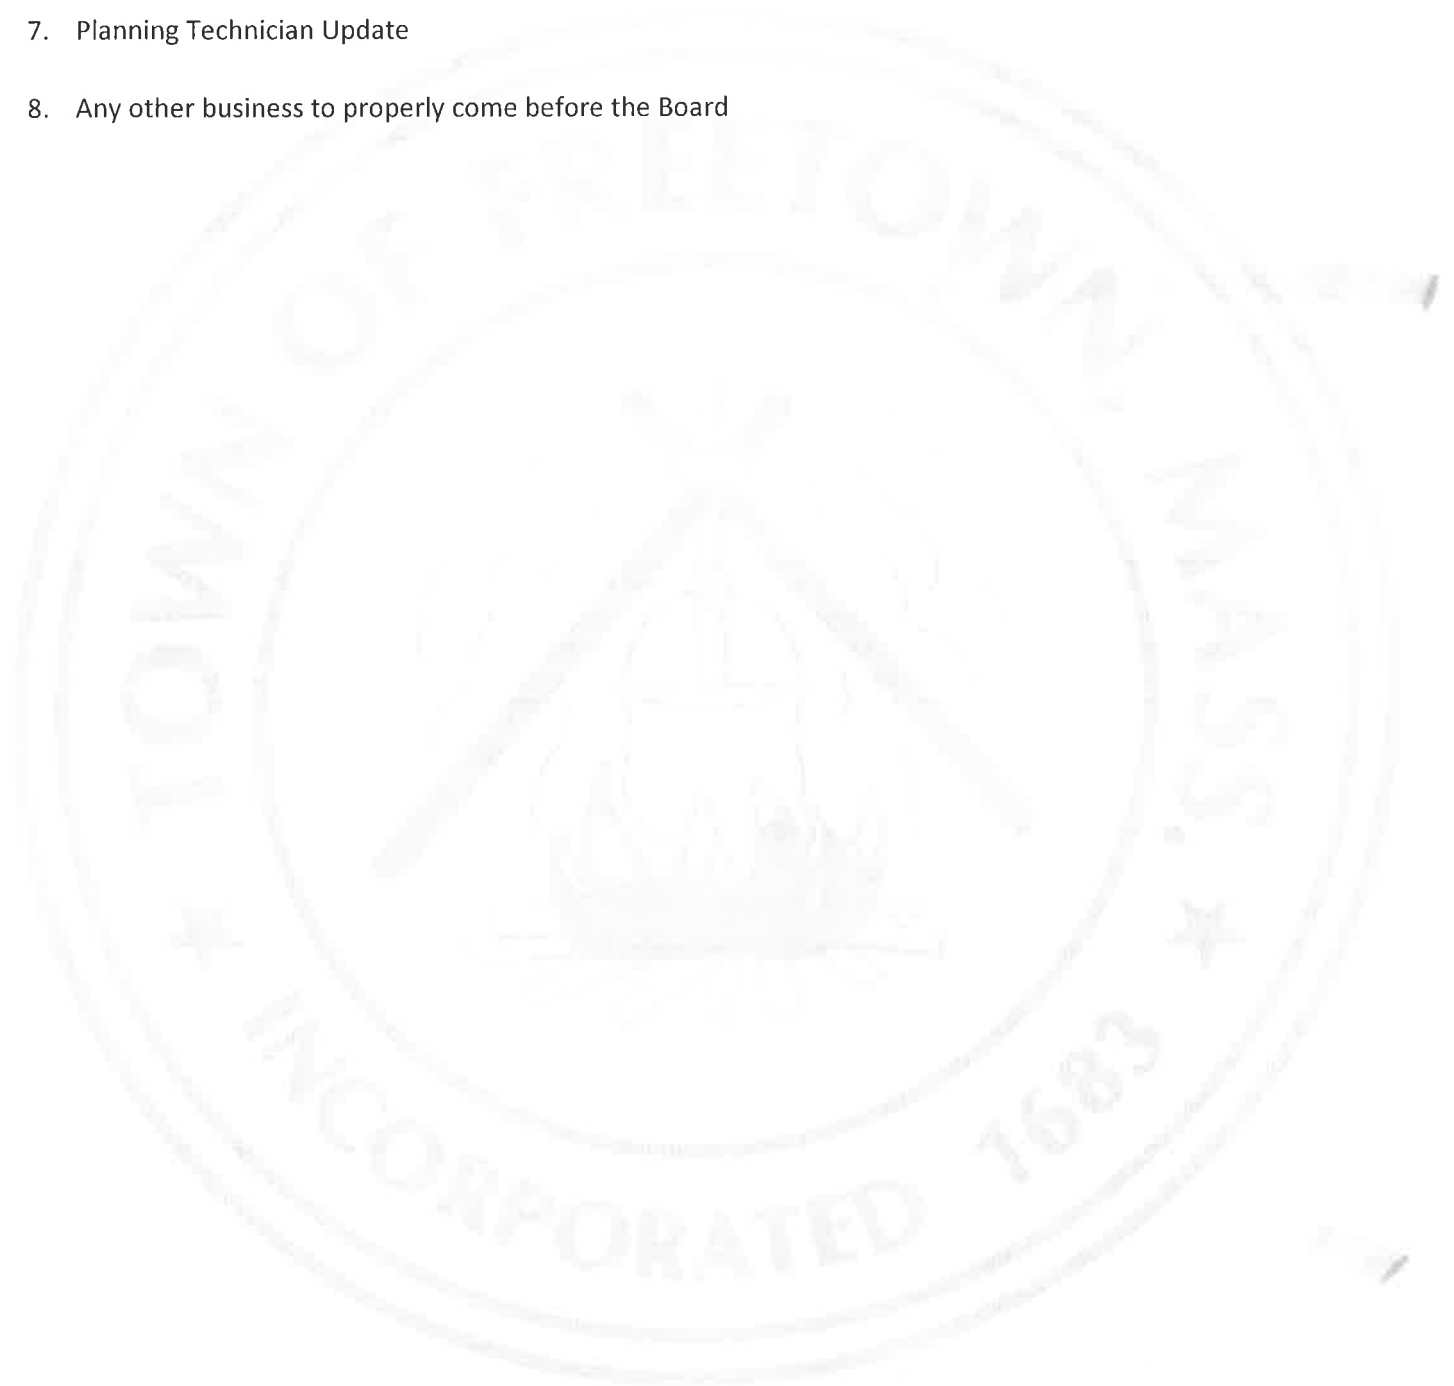 7. Planning Technician Update
8. Any other business to properly come before the Board
TOWN OF FREETOWN, MASS.
INCORPORATED 1683